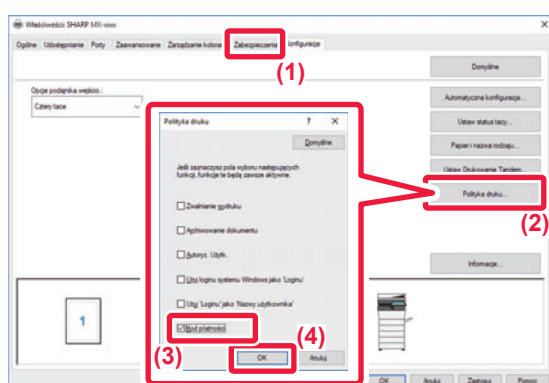 Właściwości: SHARP MX-xxxx
Ogólne Udostępnianie Porty Zaawansowane Zarządzanie kolorami Zabezpieczenia Konfiguracja
(1)
Domyślne
Opcje podajnika wejścio..
Cztery tace
Automatyczna konfiguracja...
Ustaw status tacy...
Papier i nazwa rodzaju...
Ustaw Drukowanie Tandem...
Polityka druku...
(2)
Informacje...
Polityka druku ? ×
Domyślne
Jeśli zaznaczysz pola wyboru następujących
funkcji, funkcje te będą zawsze aktywne.
Zwalnianie wydruku
Archiwowanie dokumentu
Autoryz. Użytk.
Użyj loginu systemu Windows jako 'Loginu'
Użyj 'Loginu' jako 'Nazwy użytkownika'
Kod płatności
(3)
(4)
OK Anuluj
1
OK Anuluj Zastosuj Pomoc